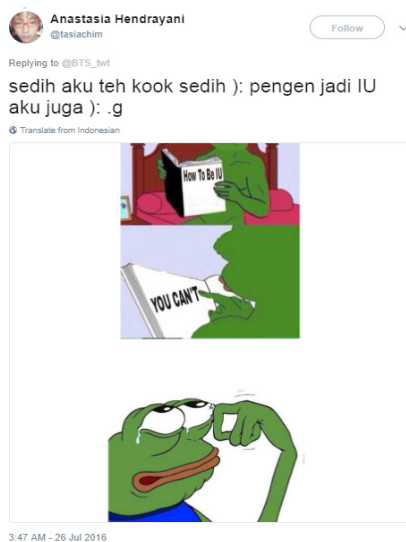 Anastasia Hendrayani
@tasiachim
Follow
Replying to @BTS_twt
sedih aku teh kook sedih ): pengen jadi IU
aku juga ): .g
Translate from Indonesian
How To Be IU
YOU CAN'T
3:47 AM - 26 Jul 2016